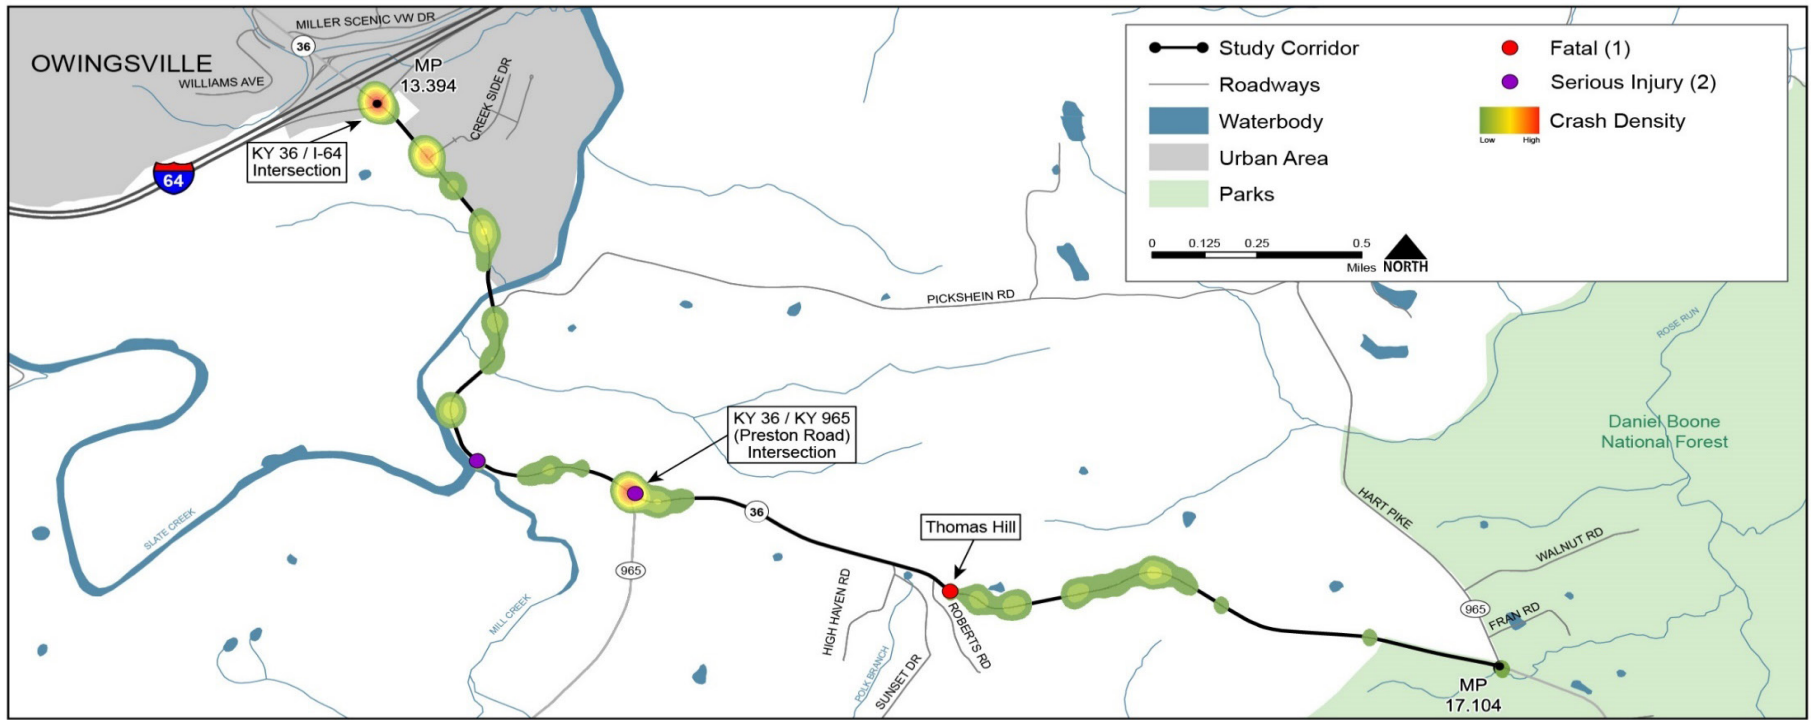 MILLER SCENIC VW DR
36
OWINGSVILLE
WILLIAMS AVE
MP
13.394
CREEK SIDE DR
KY 36 / I-64
Intersection
64
Study Corridor
Roadways
Waterbody
Urban Area
Parks
Fatal (1)
Serious Injury (2)
Crash Density
Low
High
0
0.125
0.25
0.5
Miles
NORTH
PICKSHEIN RD
ROSE RUN
KY 36 / KY 965
(Preston Road)
Intersection
Daniel Boone
National Forest
SLATE CREEK
36
HART PIKE
Thomas Hill
WALNUT RD
965
MILL CREEK
HIGH HAVEN RD
ROBERTS RD
965
FRAN RD
POLK BRANCH
SUNSET DR
MP
17.104